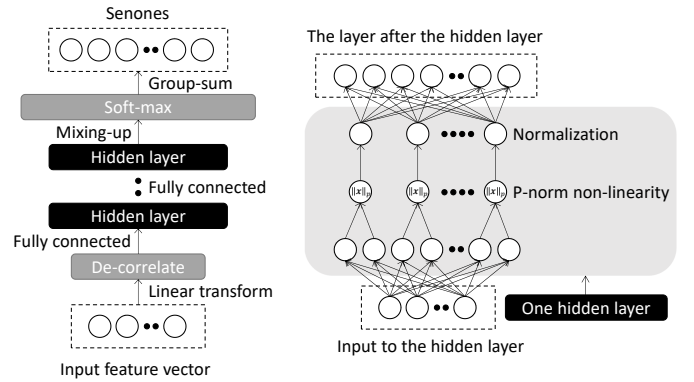 Senones
Group-sum
Soft-max
Mixing-up
Hidden layer
Fully connected
Hidden layer
Fully connected
De-correlate
Linear transform
Input feature vector
The layer after the hidden layer
Normalization
||x||p ||x||p ||x||p P-norm non-linearity
One hidden layer
Input to the hidden layer